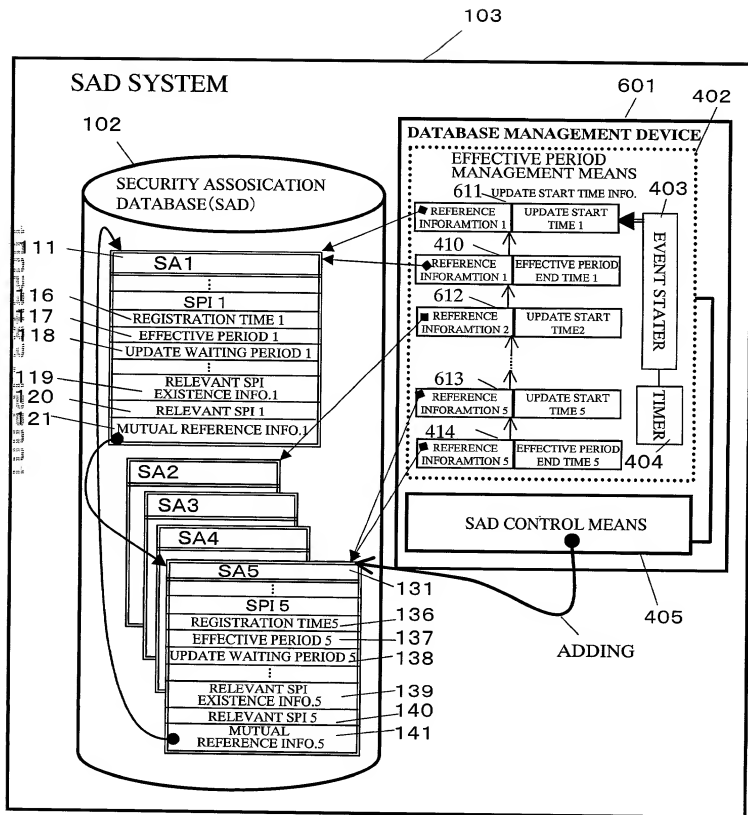 103
SAD SYSTEM
601
102
402
DATABASE MANAGEMENT DEVICE
EFFECTIVE PERIOD
MANAGEMENT MEANS
611
UPDATE START TIME INFO.
403
SECURITY ASSOSICATION
DATABASE(SAD)
REFERENCE
INFORAMTION 1
UPDATE START
TIME 1
410
REFERENCE
INFORAMTION 1
EFFECTIVE PERIOD
END TIME 1
612
REFERENCE
INFORAMTION 2
UPDATE START
TIME2
613
REFERENCE
INFORAMTION 5
UPDATE START
TIME 5
414
REFERENCE
INFORAMTION 5
EFFECTIVE PERIOD
END TIME 5
EVENT STATER
TIMER
404
SAD CONTROL MEANS
405
ADDING
111
SA1
SPI 1
116
REGISTRATION TIME 1
117
EFFECTIVE PERIOD 1
118
UPDATE WAITING PERIOD 1
119
RELEVANT SPI
EXISTENCE INFO.1
120
RELEVANT SPI 1
121
MUTUAL REFERENCE INFO.1
SA2
SA3
SA4
SA5
131
SPI 5
REGISTRATION TIME5
136
EFFECTIVE PERIOD 5
137
UPDATE WAITING PERIOD 5
138
RELEVANT SPI
EXISTENCE INFO.5
139
RELEVANT SPI 5
140
MUTUAL
REFERENCE INFO.5
141